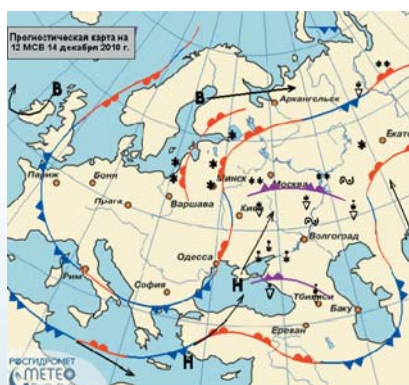 Прогностическая карта на
12 МСВ 14 декабря 2010 г.
В
В
Архангельск
Екате
Париж
Бонн
Минск
Москва
Прага
Варшава
Киев
Волгоград
Одесса
Рим
София
Н
Тбилиси
Баку
Ереван
Н
РОСГИДРОМЕТ
МЕТЕО